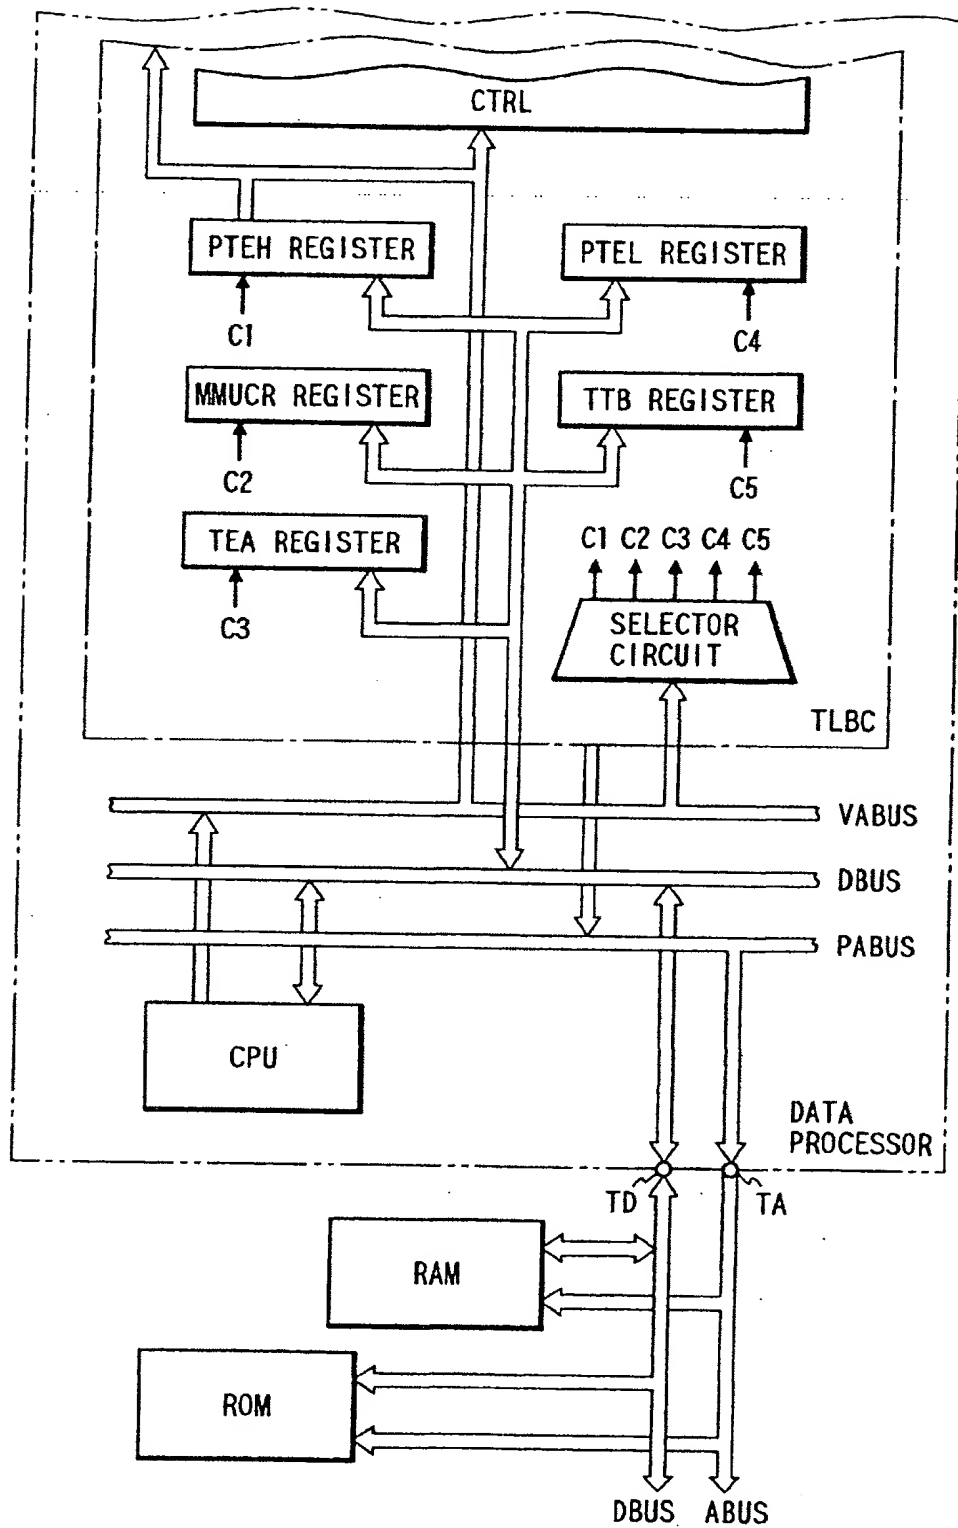 CTRL
PTEH REGISTER
PTEL REGISTER
C1
C4
MMUCR REGISTER
TTB REGISTER
C2
C5
TEA REGISTER
C3
C1 C2 C3 C4 C5
SELECTOR
CIRCUIT
TLBC
VABUS
DBUS
PABUS
CPU
DATA
PROCESSOR
TD
TA
RAM
ROM
DBUS
ABUS